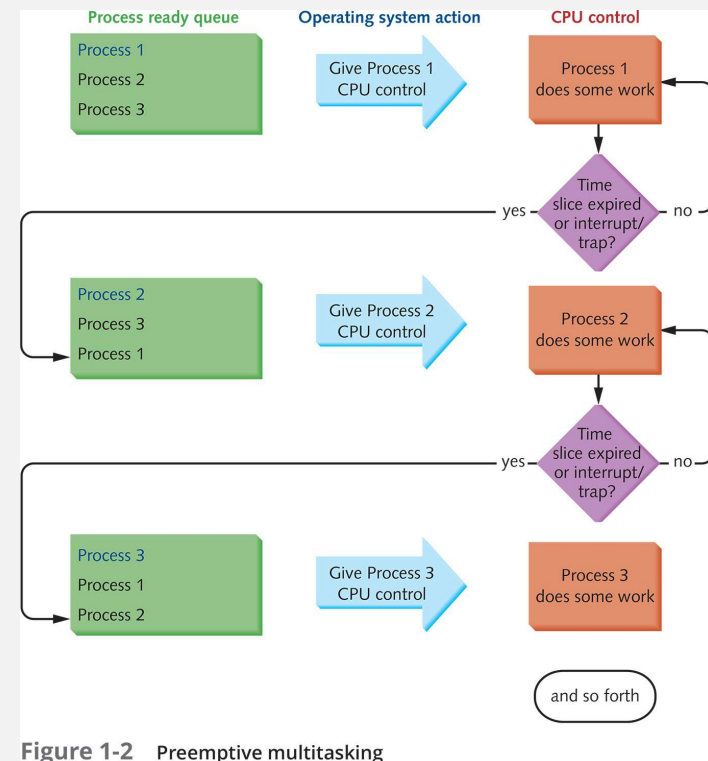 Process ready queue
Operating system action
CPU control
Process 1
Process 2
Process 3
Give Process 1
CPU control
Process 1
does some work
Time
slice expired
or interrupt/
trap?
yes
no
Process 2
Process 3
Process 1
Give Process 2
CPU control
Process 2
does some work
Time
slice expired
or interrupt/
trap?
yes
no
Process 3
Process 1
Process 2
Give Process 3
CPU control
Process 3
does some work
and so forth
Figure 1-2 Preemptive multitasking